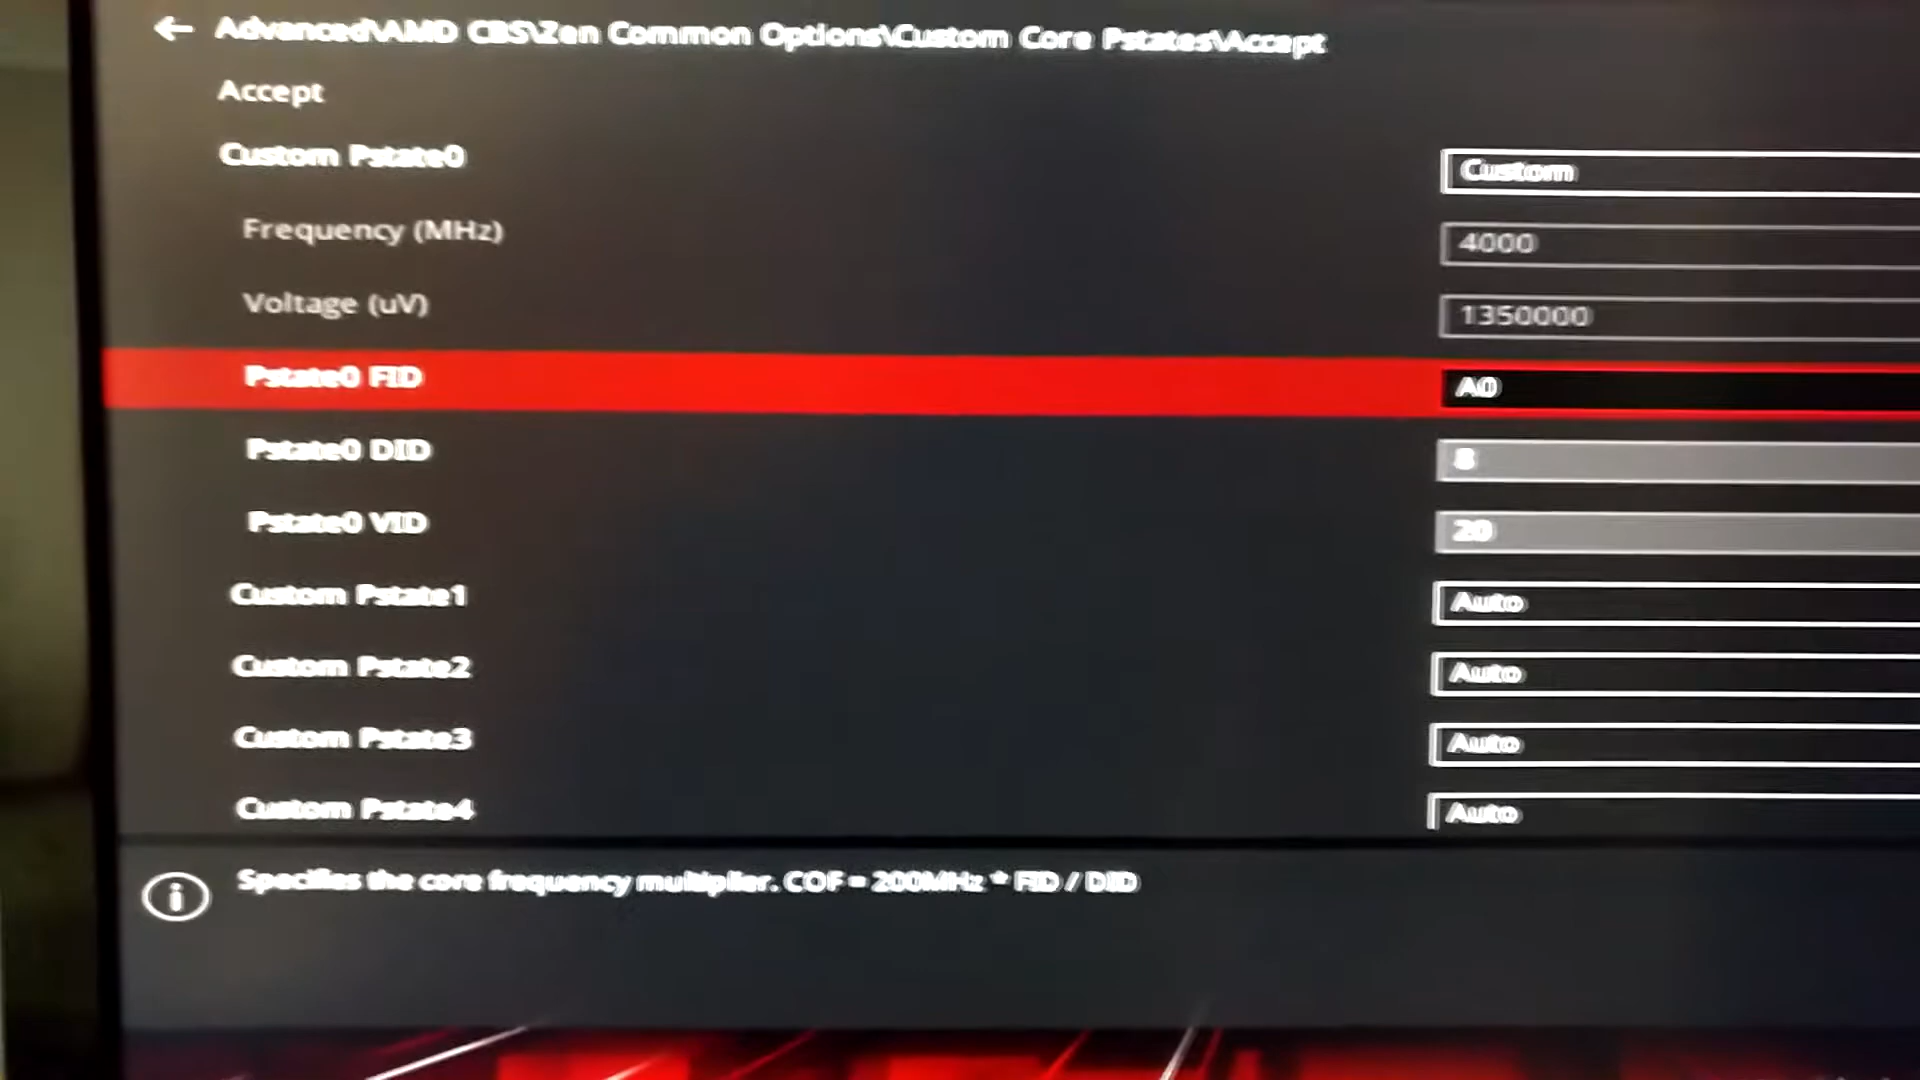 Advanced\AMD CBS\Zen Common Options\Custom Core Pstates\Accept
Accept
Custom Pstate0 Custom
Frequency (MHz) 4000
Voltage (uV) 1350000
Pstate0 FID A0
Pstate0 DID 8
Pstate0 VID 20
Custom Pstate1 Auto
Custom Pstate2 Auto
Custom Pstate3 Auto
Custom Pstate4 Auto
Specifies the core frequency multiplier. COF = 200MHz * FID / DID